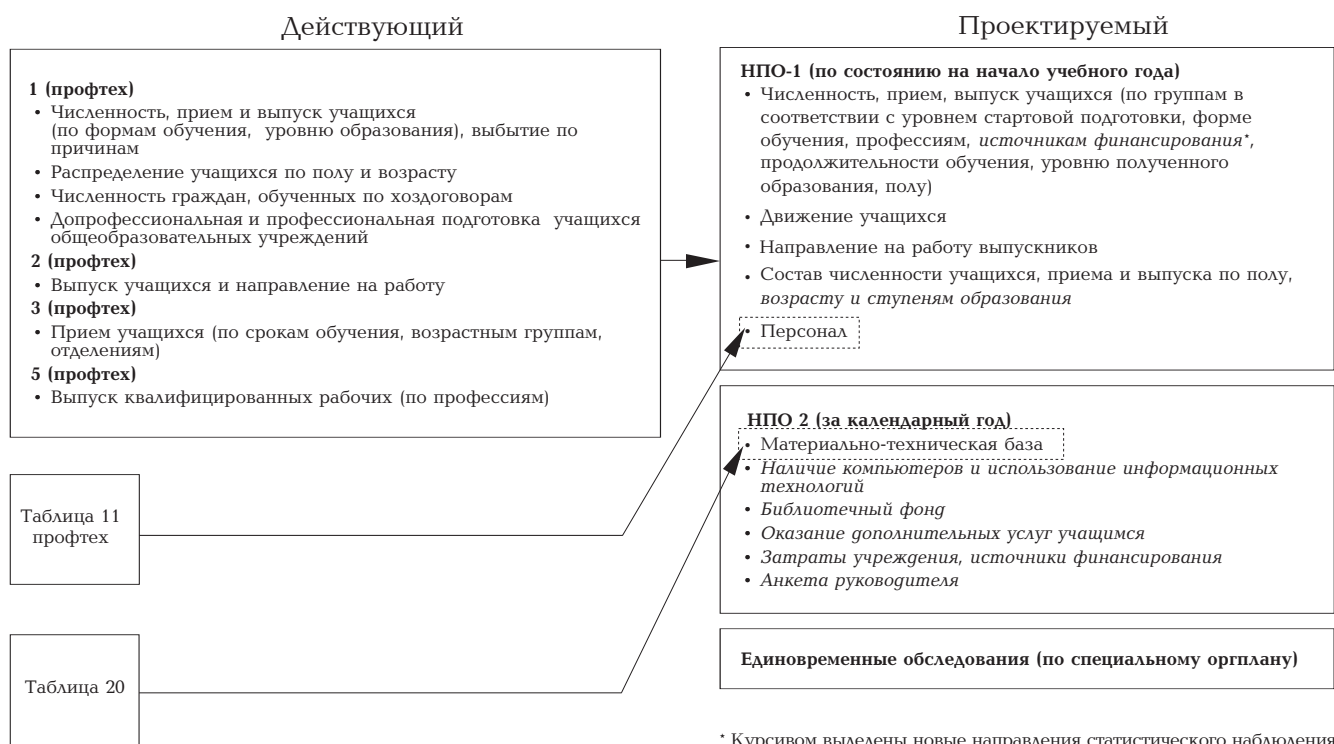 Действующий
1 (профтех)
• Численность, прием и выпуск учащихся
(по формам обучения, уровню образования), выбытие по
причинам
• Распределение учащихся по полу и возрасту
• Численность граждан, обученных по хоздоговорам
• Допрофессиональная и профессиональная подготовка учащихся
общеобразовательных учреждений
2 (профтех)
• Выпуск учащихся и направление на работу
3 (профтех)
• Прием учащихся (по срокам обучения, возрастным группам,
отделениям)
5 (профтех)
• Выпуск квалифицированных рабочих (по профессиям)
Таблица 11
профтех
Таблица 20
Проектируемый
НПО-1 (по состоянию на начало учебного года)
• Численность, прием, выпуск учащихся (по группам в
соответствии с уровнем стартовой подготовки, форме
обучения, профессиям, источникам финансирования*,
продолжительности обучения, уровню полученного
образования, полу)
• Движение учащихся
• Направление на работу выпускников
• Состав численности учащихся, приема и выпуска по полу,
возрасту и ступеням образования
• Персонал
НПО 2 (за календарный год)
• Материально-техническая база
• Наличие компьютеров и использование информационных
технологий
• Библиотечный фонд
• Оказание дополнительных услуг учащимся
• Затраты учреждения, источники финансирования
• Анкета руководителя
Единовременные обследования (по специальному оргплану)
* Курсивом выделены новые направления статистического наблюдения